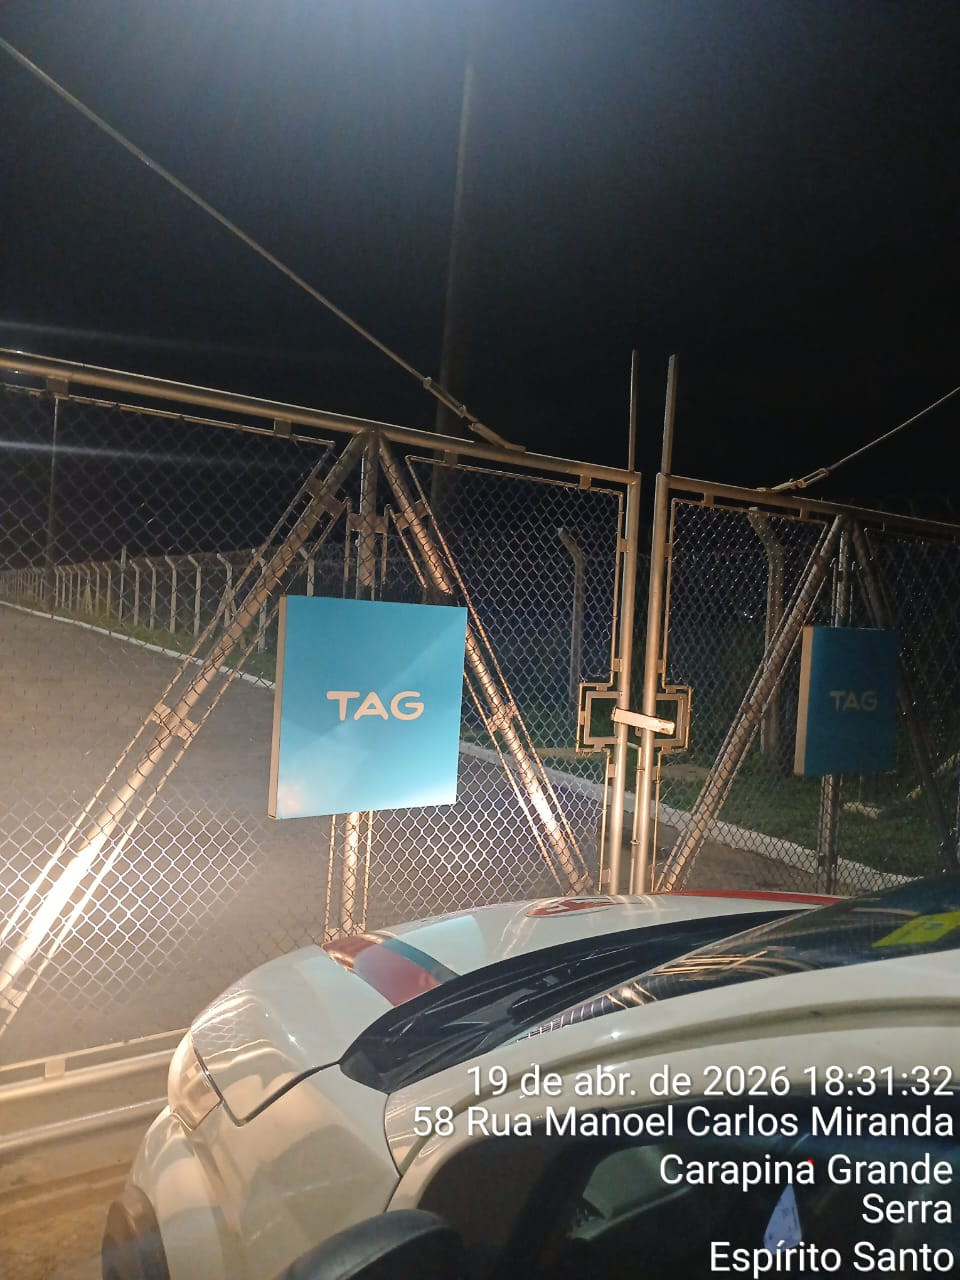 TAG
TAG
19 de abr. de 2026 18:31:32
58 Rua Manoel Carlos Miranda
Carapina Grande
Serra
Espírito Santo